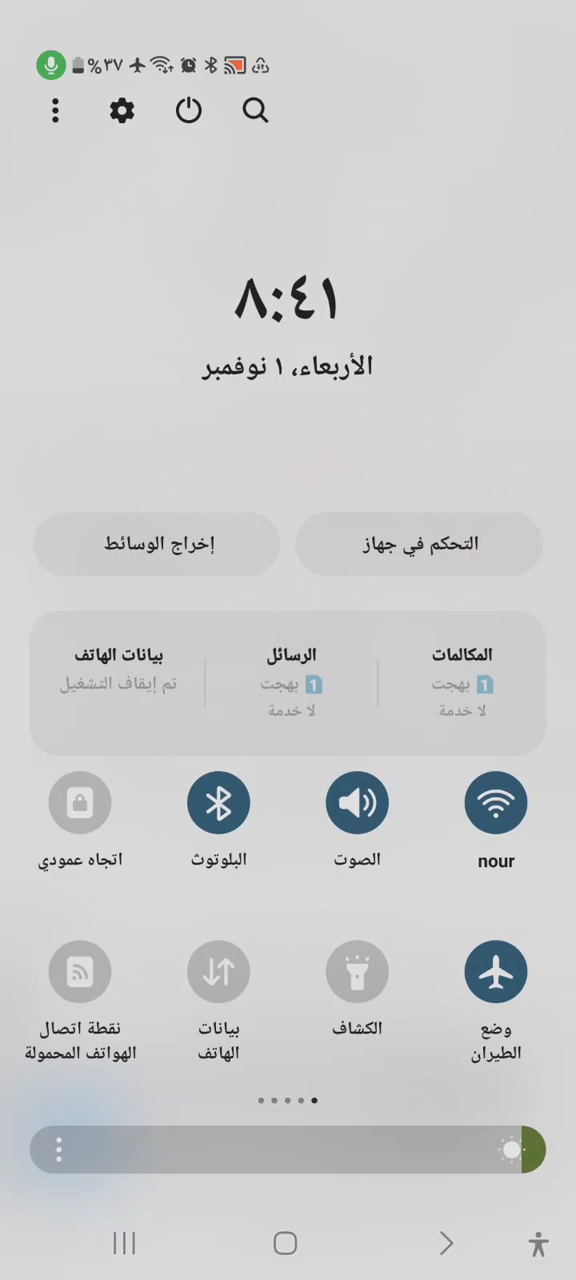 ٣٧%
٨:٤١
الأربعاء، ١ نوفمبر
التحكم في جهاز
إخراج الوسائط
المكالمات
1 بهجت
لا خدمة
الرسائل
1 بهجت
لا خدمة
بيانات الهاتف
تم إيقاف التشغيل
nour
الصوت
البلوتوث
اتجاه عمودي
وضع
الطيران
الكشاف
بيانات
الهاتف
نقطة اتصال
الهواتف المحمولة